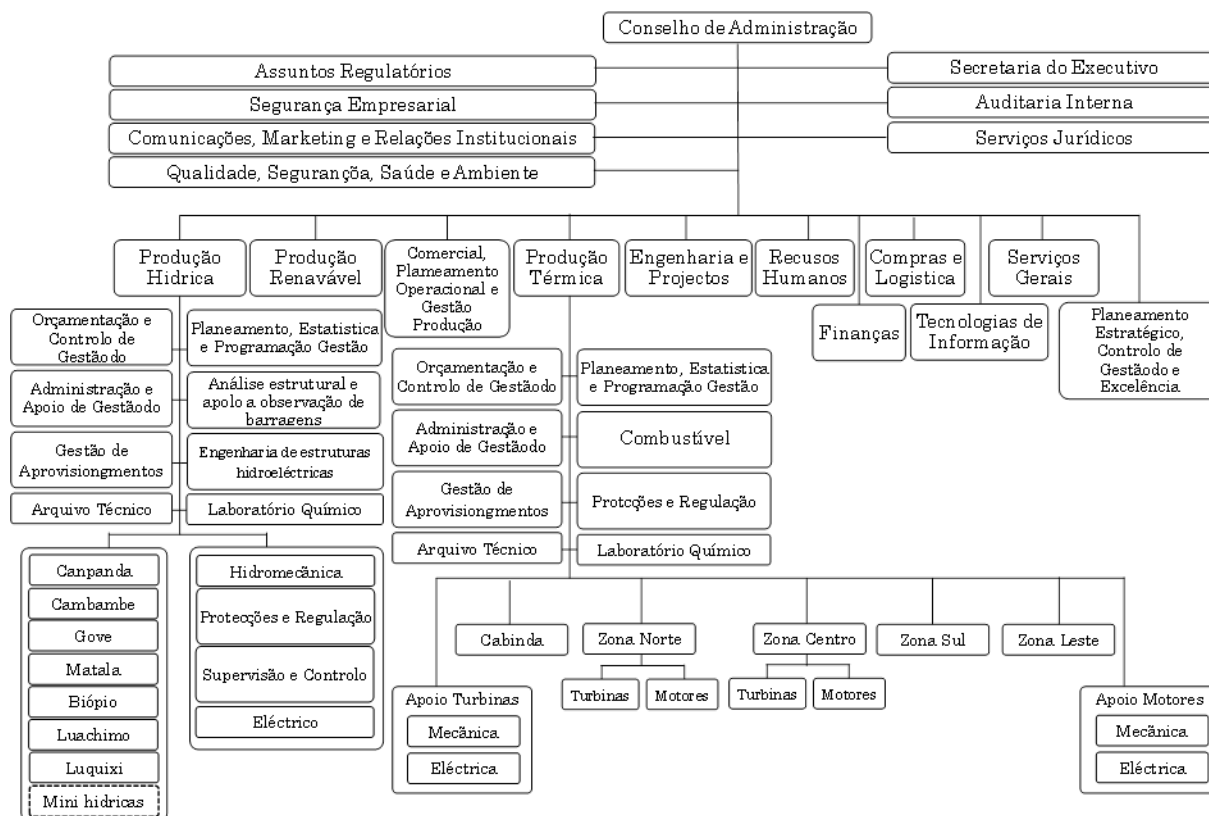 Conselho de Administração
Assuntos Regulatórios
Secretaria do Executivo
Segurança Empresarial
Auditaria Interna
Comunicações, Marketing e Relações Institucionais
Serviços Jurídicos
Qualidade, Segurançõa, Saúde e Ambiente
Produção
Hidrica
Produção
Renavável
Comercial,
Plameamento
Operacional e
Gestão
Produção
Produção
Térmica
Engenharia e
Projectos
Recusos
Humanos
Compras e
Logistica
Serviços
Gerais
Finanças
Tecnologias de
Informação
Planeamento
Estratégico,
Controlo de
Gestãodo e
Excelência
Orçamentação e
Controlo de
Gestãodo
Planeamento, Estatistica
e Programação Gestão
Administração e
Apoio de Gestãodo
Análise estrutural e
apolo a observação de
barragens
Gestão de
Aprovisiongmentos
Engenharia de estruturas
hidroeléctricas
Arquivo Técnico
Laboratório Químico
Orçamentação
e Controlo de Gestãodo
Planeamento, Estatistica
e Programação Gestão
Administração e
Apoio de Gestãodo
Combustível
Gestão de
Aprovisiongmentos
Protcções e Regulação
Arquivo Técnico
Laboratório Químico
Canpanda
Cambambe
Gove
Matala
Biópio
Luachimo
Luquixi
Mini hidricas
Hidromecânica
Protecções e Regulação
Supervisão e Controlo
Eléctrico
Cabinda
Zona Norte
Zona Centro
Zona Sul
Zona Leste
Turbinas
Motores
Turbinas
Motores
Apoio Turbinas
Mecãnica
Eléctrica
Apoio Motores
Mecãnica
Eléctrica